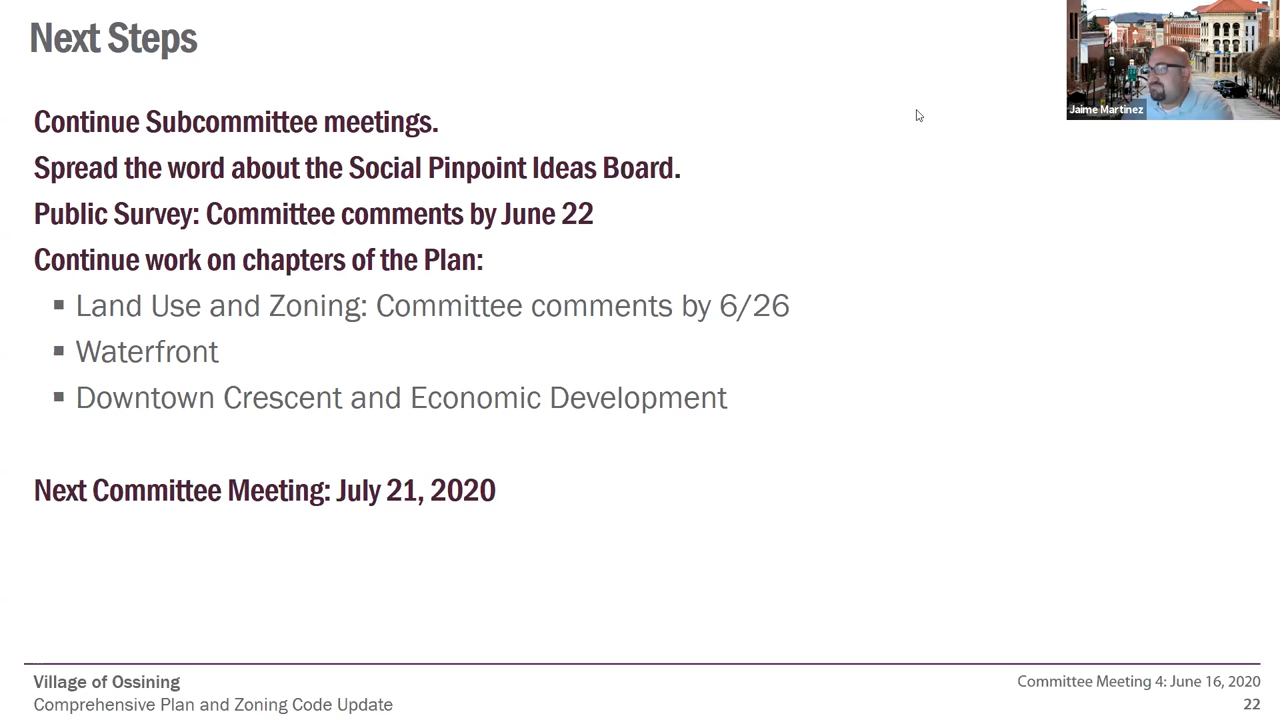 Next Steps
Jaime Martinez
Continue Subcommittee meetings.
Spread the word about the Social Pinpoint Ideas Board.
Public Survey: Committee comments by June 22
Continue work on chapters of the Plan:
▪ Land Use and Zoning: Committee comments by 6/26
▪ Waterfront
▪ Downtown Crescent and Economic Development
Next Committee Meeting: July 21, 2020
Village of Ossining
Comprehensive Plan and Zoning Code Update
Committee Meeting 4: June 16, 2020
22